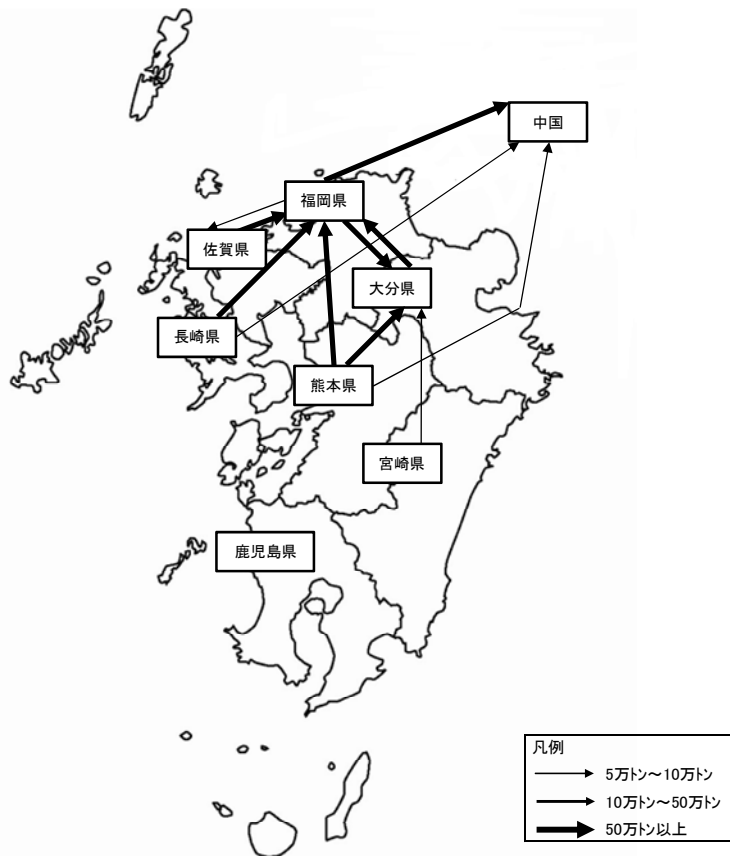 中国
福岡県
佐賀県
大分県
長崎県
熊本県
宮崎県
鹿児島県
凡例
5万トン～10万トン
10万トン～50万トン
50万トン以上